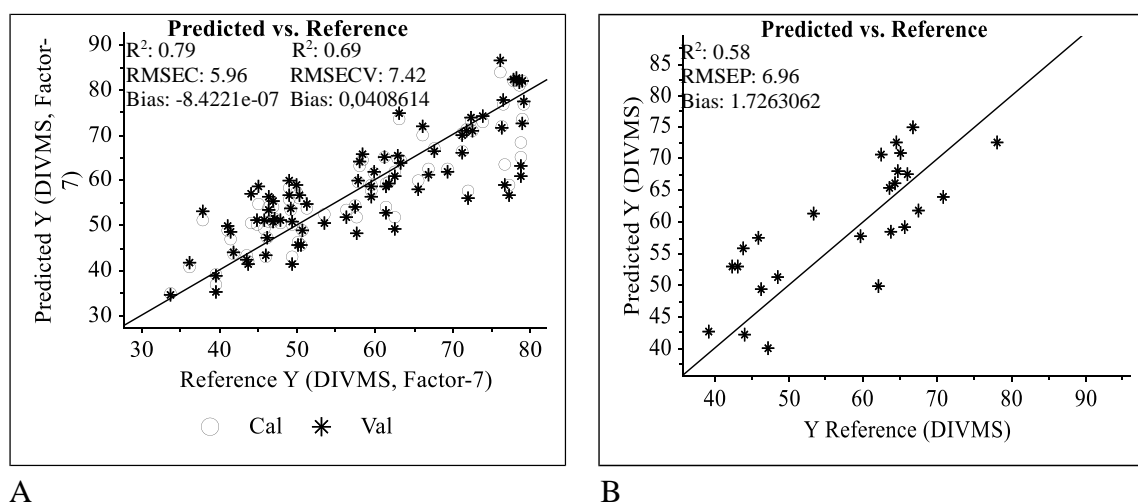 Predicted vs. Reference
R²: 0.79 R²: 0.69
RMSEC: 5.96 RMSECV: 7.42
Bias: -8.4221e-07 Bias: 0,0408614
Predicted Y (DIVMS, Factor-
7)
90
80
70
60
50
40
30
30 40 50 60 70 80
Reference Y (DIVMS, Factor-7)
Cal Val
A
Predicted vs. Reference
R²: 0.58
RMSEP: 6.96
Bias: 1.7263062
Predicted Y (DIVMS)
85
80
75
70
65
60
55
50
45
40
40 50 60 70 80 90
Y Reference (DIVMS)
B